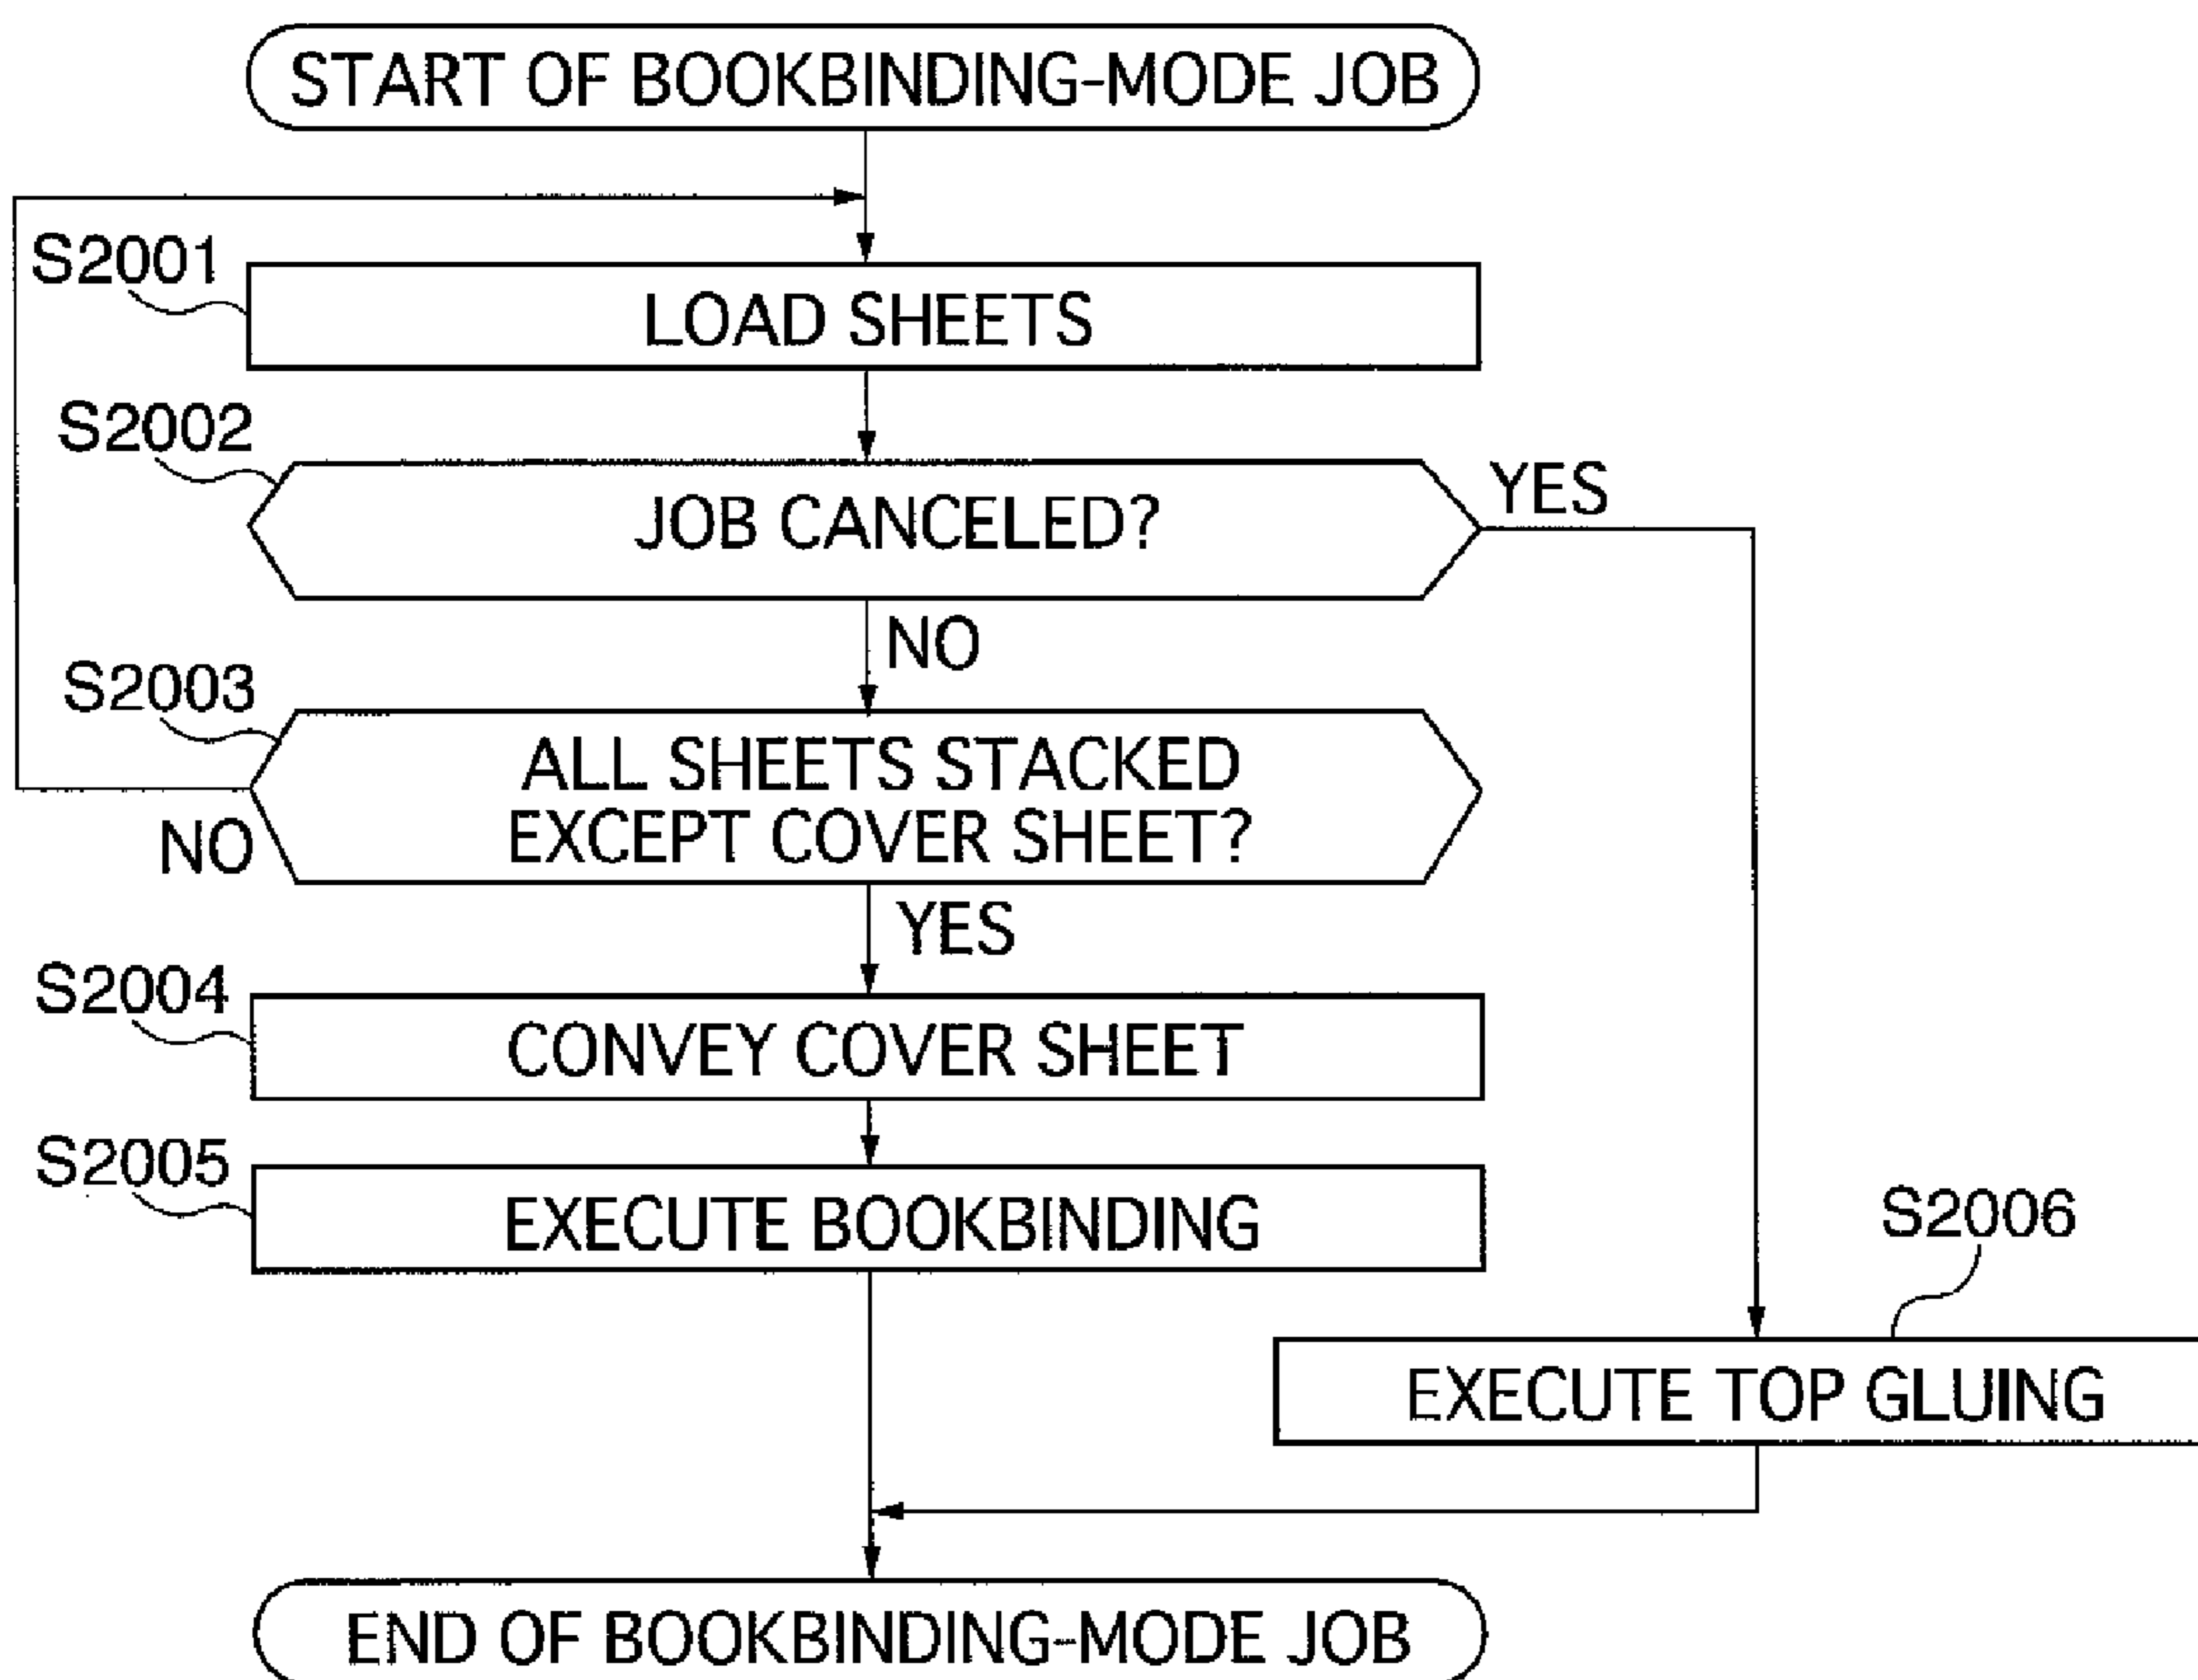 START OF BOOKBINDING-MODE JOB
S2001
LOAD SHEETS
S2002
JOB CANCELED?
YES
NO
S2003
ALL SHEETS STACKED
EXCEPT COVER SHEET?
NO
YES
S2004
CONVEY COVER SHEET
S2005
EXECUTE BOOKBINDING
S2006
EXECUTE TOP GLUING
END OF BOOKBINDING-MODE JOB